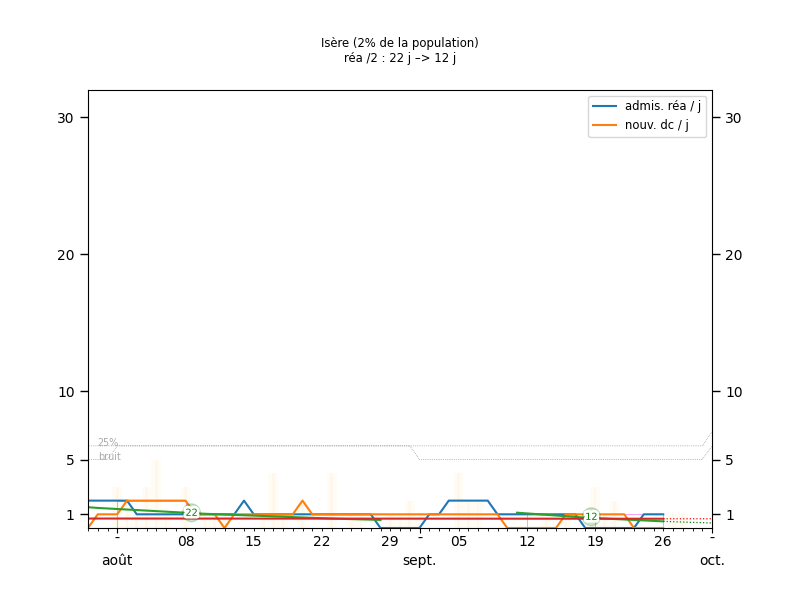 Isère (2% de la population)
réa /2 : 22 j –> 12 j
admis. réa / j
nouv. dc / j
30 30
20 20
10 10
25%
bruit
5 5
22
12
1 1
- 08 15 22 29 - 05 12 19 26 -
août sept. oct.